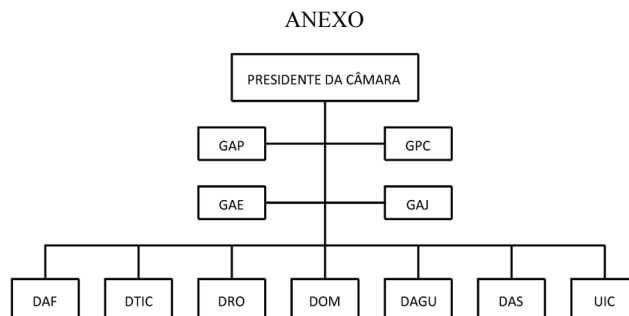 ANEXO
PRESIDENTE DA CÂMARA
GAP GPC
GAE GAJ
DAF DTIC DRO DOM DAGU DAS UIC